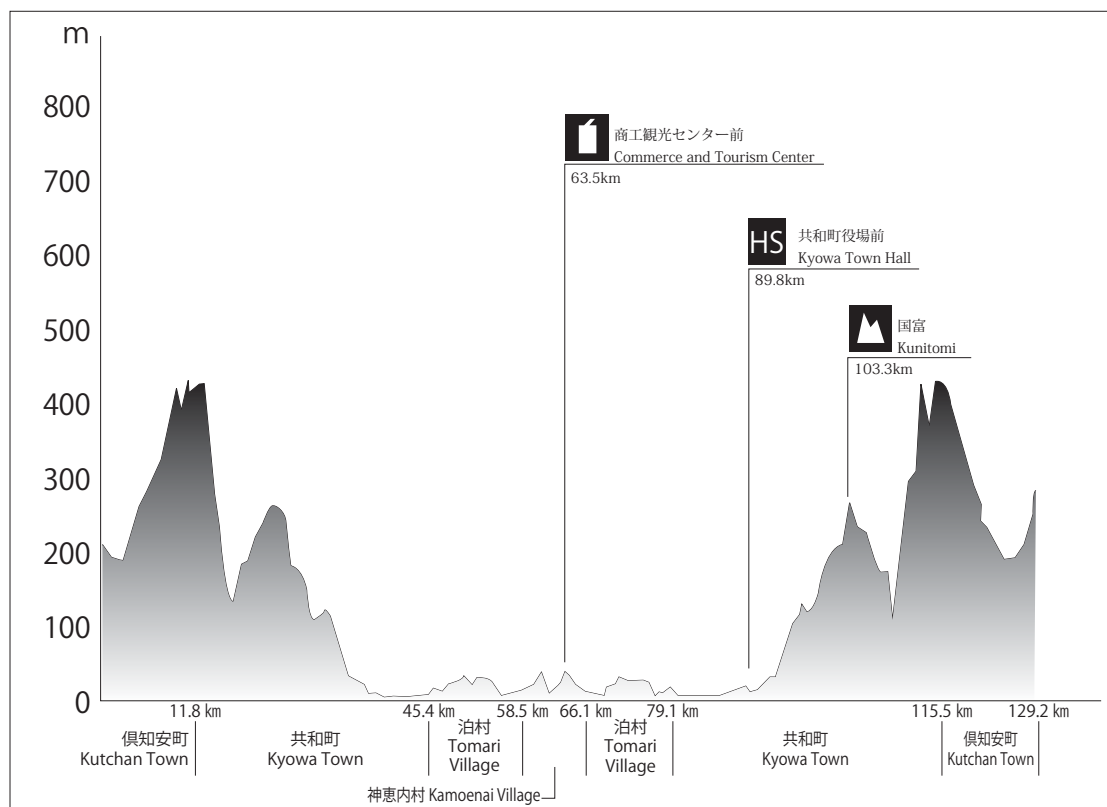 m
800
700
600
500
400
300
200
100
0
商工観光センター前
Commerce and Tourism Center
63.5km
HS
共和町役場前
Kyowa Town Hall
89.8km
国富
Kunitomi
103.3km
11.8 km
45.4 km
58.5 km
66.1 km
79.1 km
115.5 km
129.2 km
倶知安町
Kutchan Town
共和町
Kyowa Town
泊村
Tomari
Village
神恵内村 Kamoenai Village
泊村
Tomari
Village
共和町
Kyowa Town
倶知安町
Kutchan Town